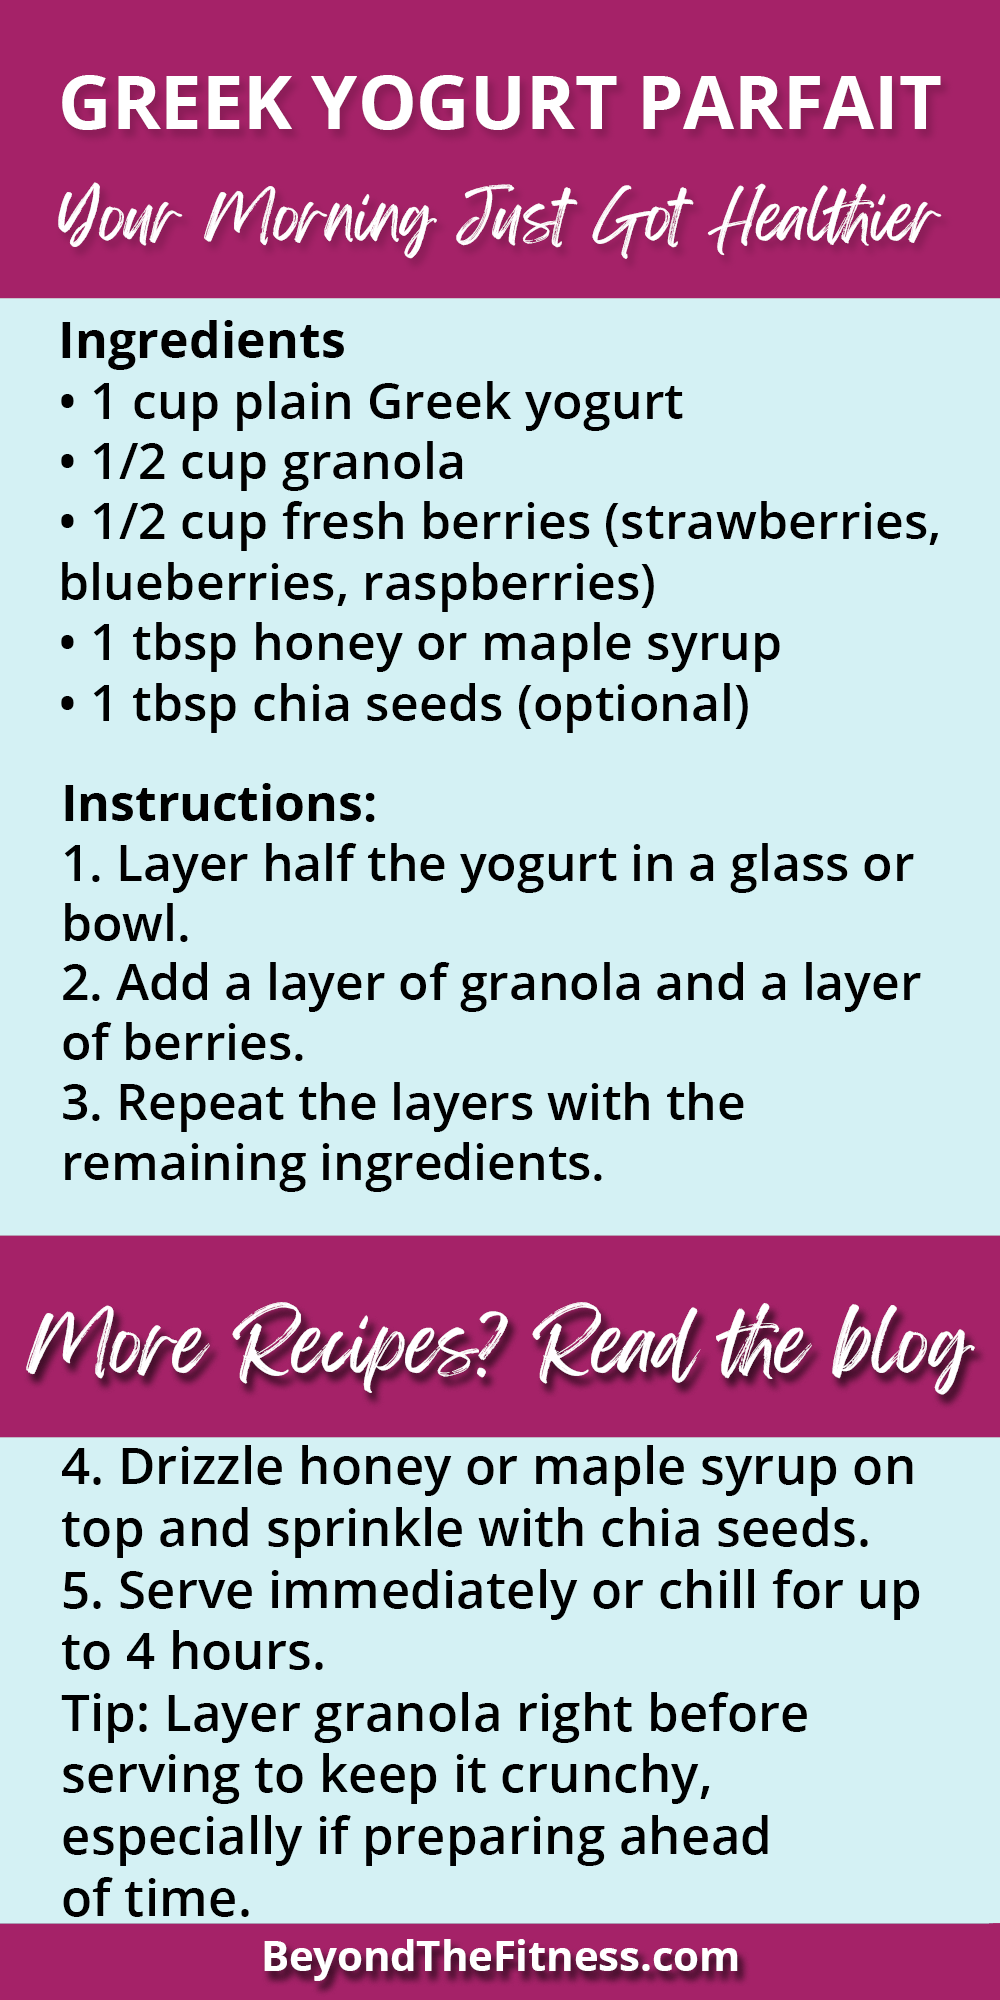 GREEK YOGURT PARFAIT
Your Morning Just Got Healthier
Ingredients
• 1 cup plain Greek yogurt
• 1/2 cup granola
• 1/2 cup fresh berries (strawberries,
blueberries, raspberries)
• 1 tbsp honey or maple syrup
• 1 tbsp chia seeds (optional)
Instructions:
1. Layer half the yogurt in a glass or
bowl.
2. Add a layer of granola and a layer
of berries.
3. Repeat the layers with the
remaining ingredients.
More Recipes? Read the blog
4. Drizzle honey or maple syrup on
top and sprinkle with chia seeds.
5. Serve immediately or chill for up
to 4 hours.
Tip: Layer granola right before
serving to keep it crunchy,
especially if preparing ahead
of time.
BeyondTheFitness.com